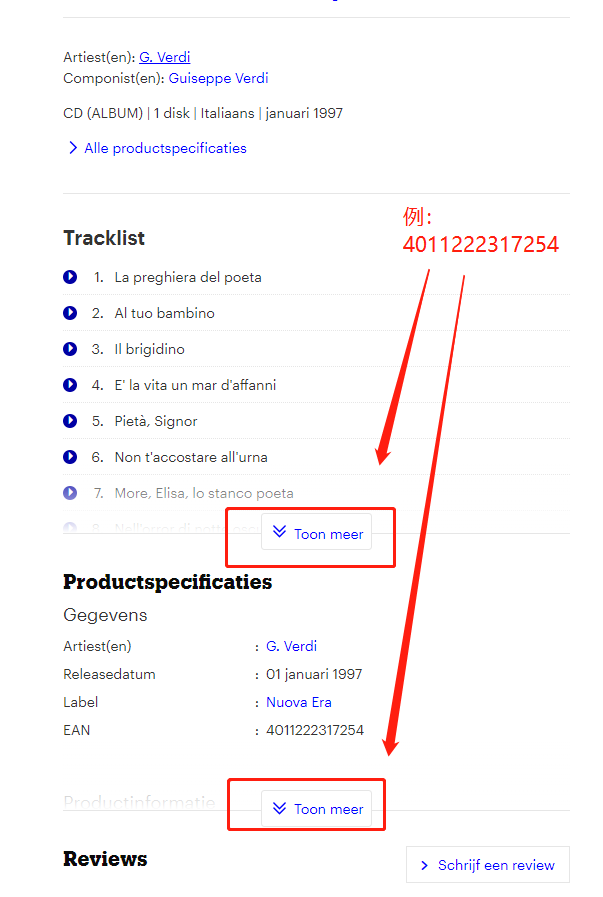 Artiest(en): G. Verdi
Componist(en): Guiseppe Verdi
CD (ALBUM) | 1 disk | Italiaans | januari 1997
Alle productspecificaties
例：
4011222317254
Tracklist
1. La preghiera del poeta
2. Al tuo bambino
3. Il brigidino
4. E' la vita un mar d'affanni
5. Pietà, Signor
6. Non t'accostare all'urna
7. More, Elisa, lo stanco poeta
8. Nell'orror di notte
Toon meer
Productspecificaties
Gegevens
Artiest(en) : G. Verdi
Releasedatum : 01 januari 1997
Label : Nuova Era
EAN : 4011222317254
Productinformatie
Toon meer
Reviews
Schrijf een review